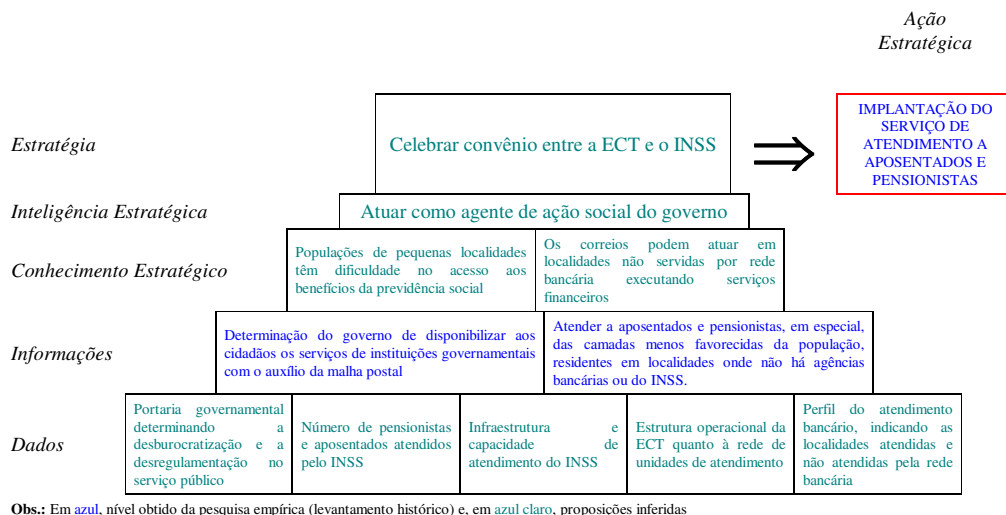 Ação
Estratégica
Estratégia
Celebrar convênio entre a ECT e o INSS
IMPLANTAÇÃO DO
SERVIÇO DE
ATENDIMENTO A
APOSENTADOS E
PENSIONISTAS
Inteligência Estratégica
Atuar como agente de ação social do governo
Conhecimento Estratégico
Populações de pequenas localidades
têm dificuldade no acesso aos
benefícios da previdência social
Os correios podem atuar em
localidades não servidas por rede
bancária executando serviços
financeiros
Informações
Determinação do governo de disponibilizar aos
cidadãos os serviços de instituições governamentais
com o auxílio da malha postal
Atender a aposentados e pensionistas, em especial,
das camadas menos favorecidas da população,
residentes em localidades onde não há agências
bancárias ou do INSS.
Dados
Portaria governamental
determinando a
desburocratização e a
desregulamentação no
serviço público
Número de pensionistas
e aposentados atendidos
pelo INSS
Infraestrutura e
capacidade de
atendimento do INSS
Estrutura operacional da
ECT quanto à rede de
unidades de atendimento
Perfil do atendimento
bancário, indicando as
localidades atendidas e
não atendidas pela rede
bancária
Obs.: Em azul, nível obtido da pesquisa empírica (levantamento histórico) e, em azul claro, proposições inferidas